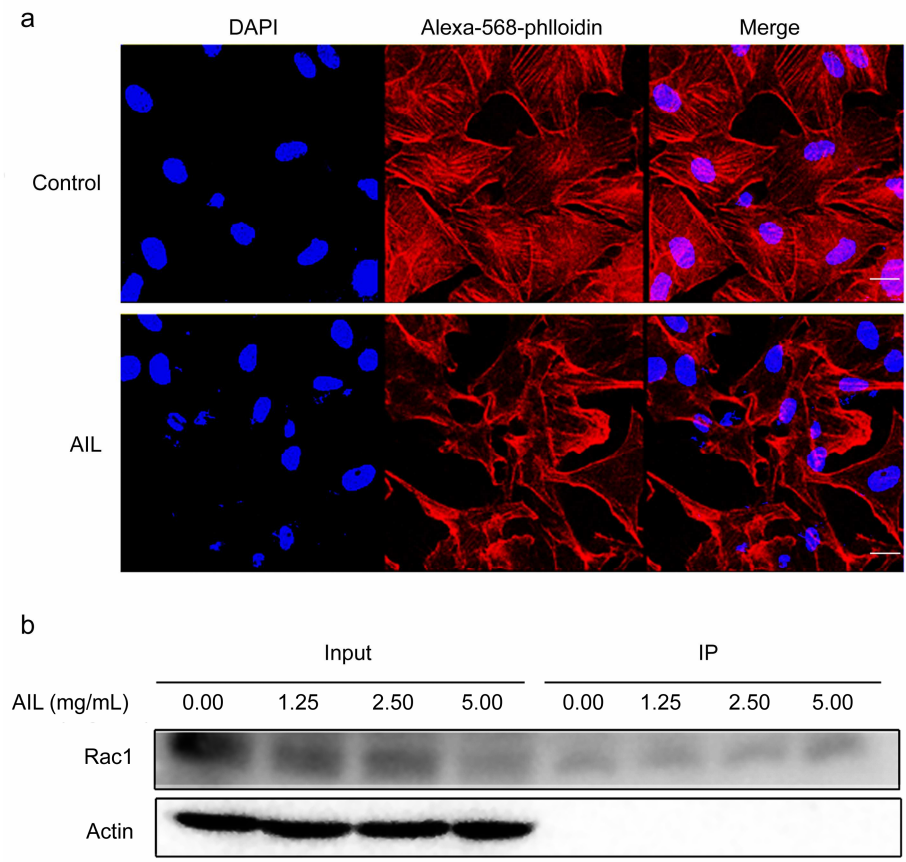 a
DAPI Alexa-568-phlloidin Merge
Control
AIL
b
Input IP
AIL (mg/mL) 0.00 1.25 2.50 5.00 0.00 1.25 2.50 5.00
Rac1
Actin